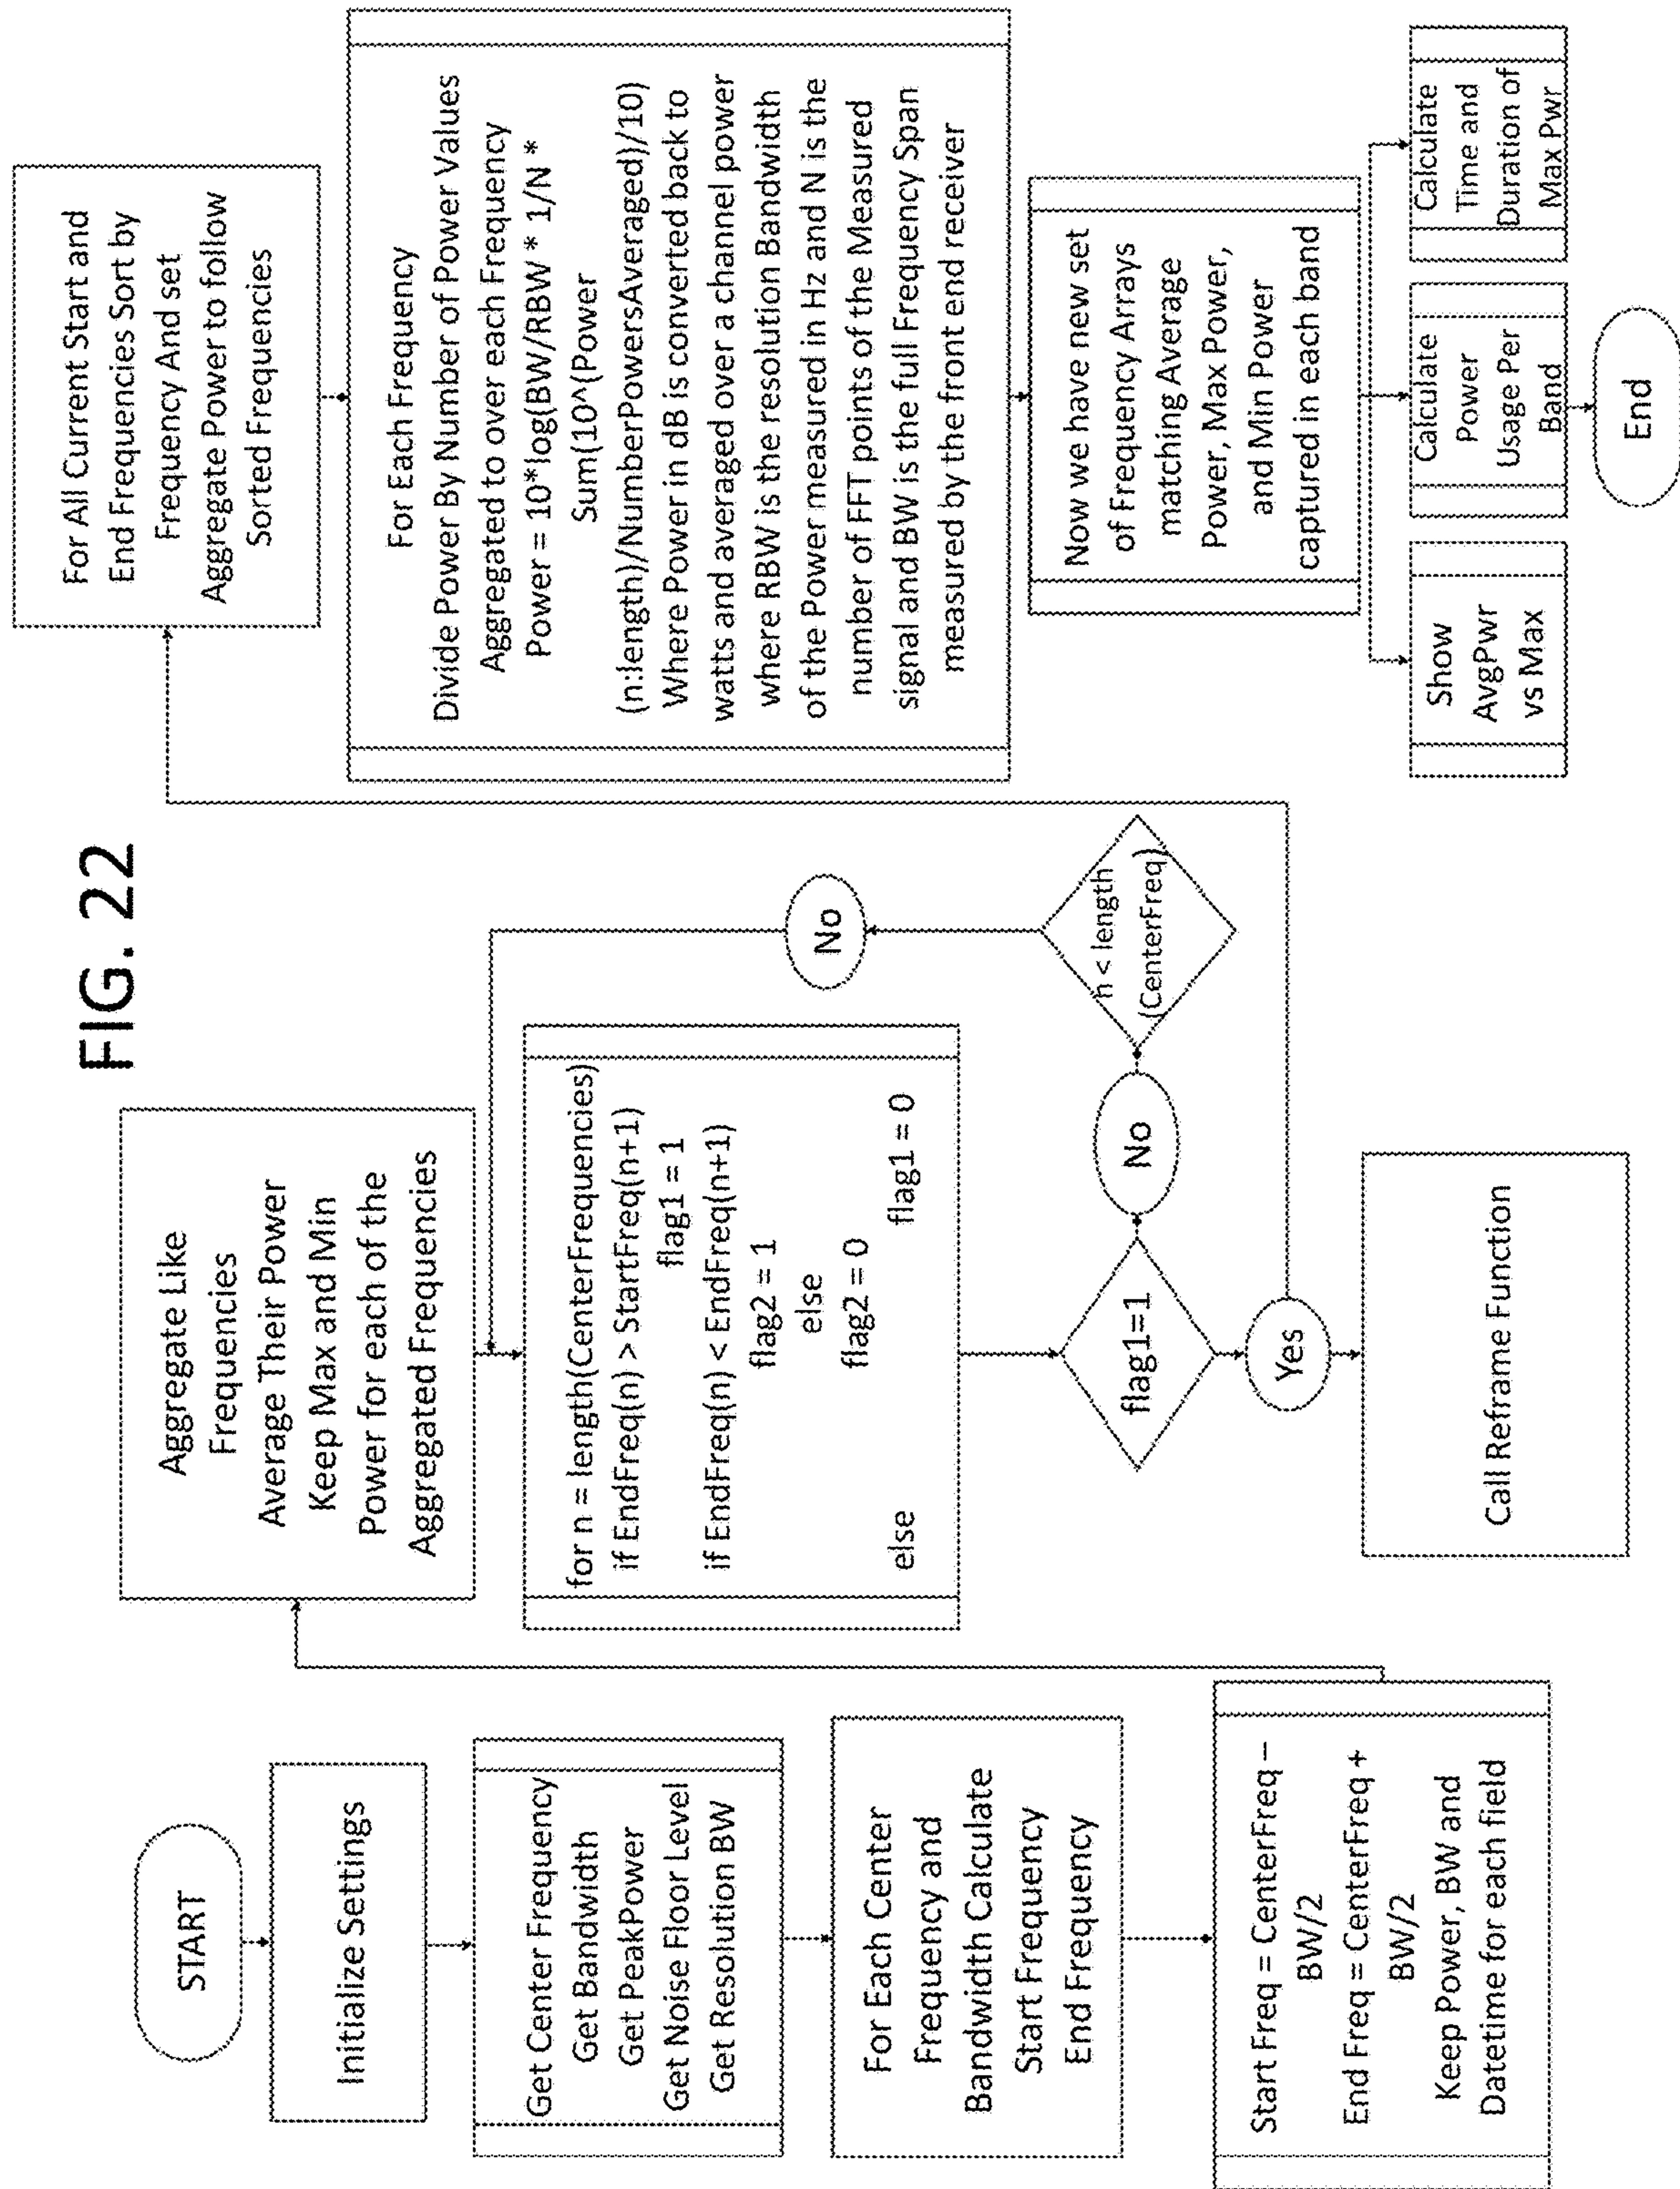 FIG. 22
START
Initialize Settings
Get Center Frequency
Get Bandwidth
Get PeakPower
Get Noise Floor Level
Get Resolution BW
For Each Center
Frequency and
Bandwidth Calculate
Start Frequency
End Frequency
Start Freq = CenterFreq –
BW/2
End Freq = CenterFreq +
BW/2
Keep Power, BW and
Datetime for each field
Aggregate Like
Frequencies
Average Their Power
Keep Max and Min
Power for each of the
Aggregated Frequencies
for n = length(CenterFrequencies)
if EndFreq(n) > StartFreq(n+1)
flag1 = 1
if EndFreq(n) < EndFreq(n+1)
flag2 = 1
else
flag2 = 0
else flag1 = 0
flag1=1
No
n < length
(CenterFreq)
No
Yes
Call Reframe Function
For All Current Start and
End Frequencies Sort by
Frequency And set
Aggregate Power to follow
Sorted Frequencies
For Each Frequency
Divide Power By Number of Power Values
Aggregated to over each Frequency
Power = 10*log(BW/RBW * 1/N *
Sum(10^(Power
(n:length)/NumberPowersAveraged)/10)
Where Power in dB is converted back to
watts and averaged over a channel power
where RBW is the resolution Bandwidth
of the Power measured in Hz and N is the
number of FFT points of the Measured
signal and BW is the full Frequency Span
measured by the front end receiver
Now we have new set
of Frequency Arrays
matching Average
Power, Max Power,
and Min Power
captured in each band
Show
AvgPwr
vs Max
Calculate
Power
Usage Per
Band
Calculate
Time and
Duration of
Max Pwr
End